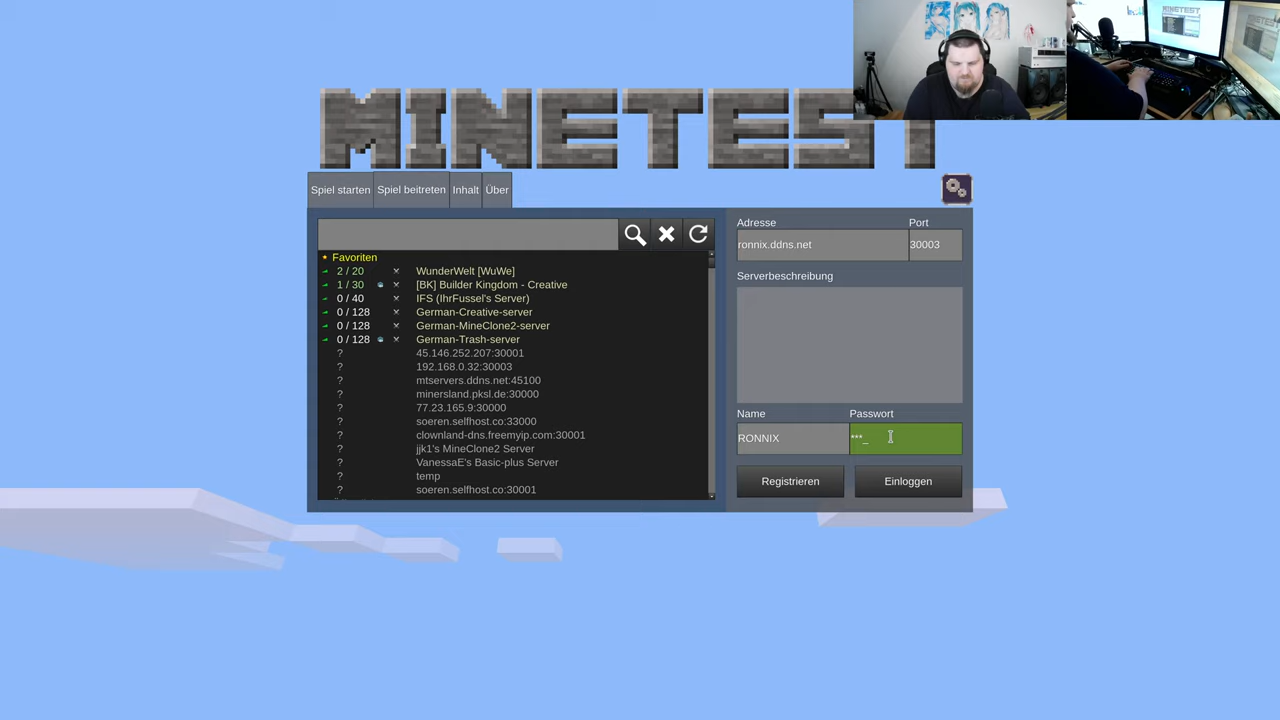 MINETEST
Spiel starten Spiel beitreten Inhalt Über
Adresse Port
ronnix.ddns.net 30003
Serverbeschreibung
Favoriten
2 / 20 WunderWelt [WuWe]
1 / 30 [BK] Builder Kingdom - Creative
0 / 40 IFS (IhrFussel's Server)
0 / 128 German-Creative-server
0 / 128 German-MineClone2-server
0 / 128 German-Trash-server
? 45.146.252.207:30001
? 192.168.0.32:30003
? mtservers.ddns.net:45100
? minersland.pksl.de:30000
? 77.23.165.9:30000
? soeren.selfhost.co:33000
? clownland-dns.freemyip.com:30001
? jjk1's MineClone2 Server
? VanessaE's Basic-plus Server
? temp
? soeren.selfhost.co:30001
Name Passwort
RONNIX ***_
Registrieren Einloggen